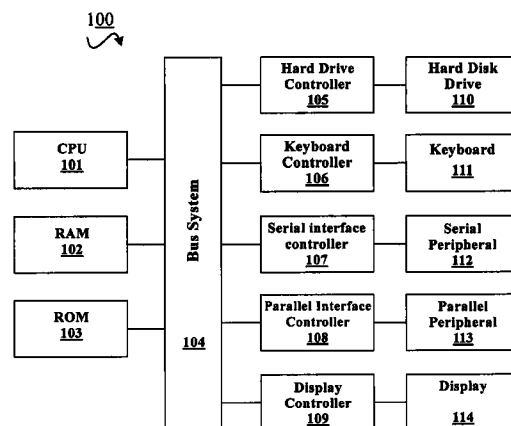 100
CPU
101
RAM
102
ROM
103
Bus System
104
Hard Drive
Controller
105
Hard Disk
Drive
110
Keyboard
Controller
106
Keyboard
111
Serial interface
controller
107
Serial
Peripheral
112
Parallel Interface
Controller
108
Parallel
Peripheral
113
Display
Controller
109
Display
114